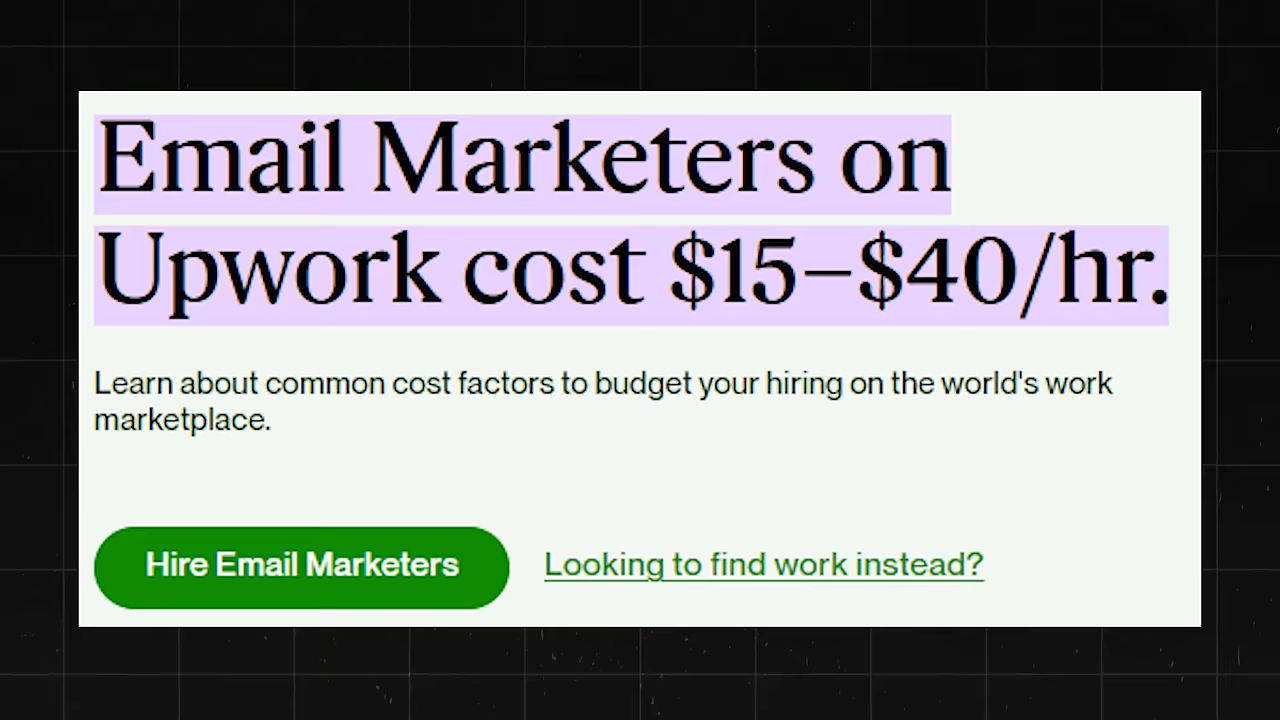 Email Marketers on
Upwork cost $15–$40/hr.
Learn about common cost factors to budget your hiring on the world's work
marketplace.
Hire Email Marketers
Looking to find work instead?